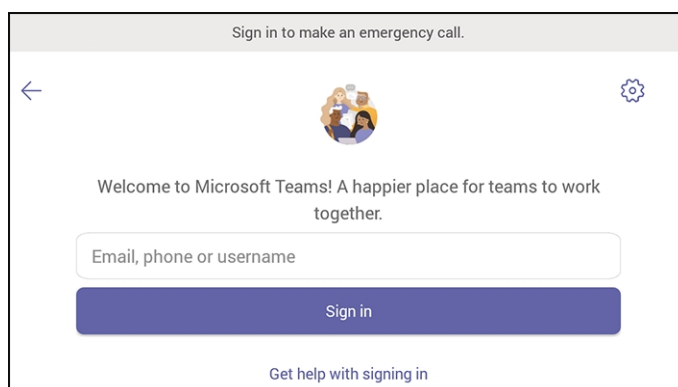 Sign in to make an emergency call.
Welcome to Microsoft Teams! A happier place for teams to work
together.
Email, phone or username
Sign in
Get help with signing in